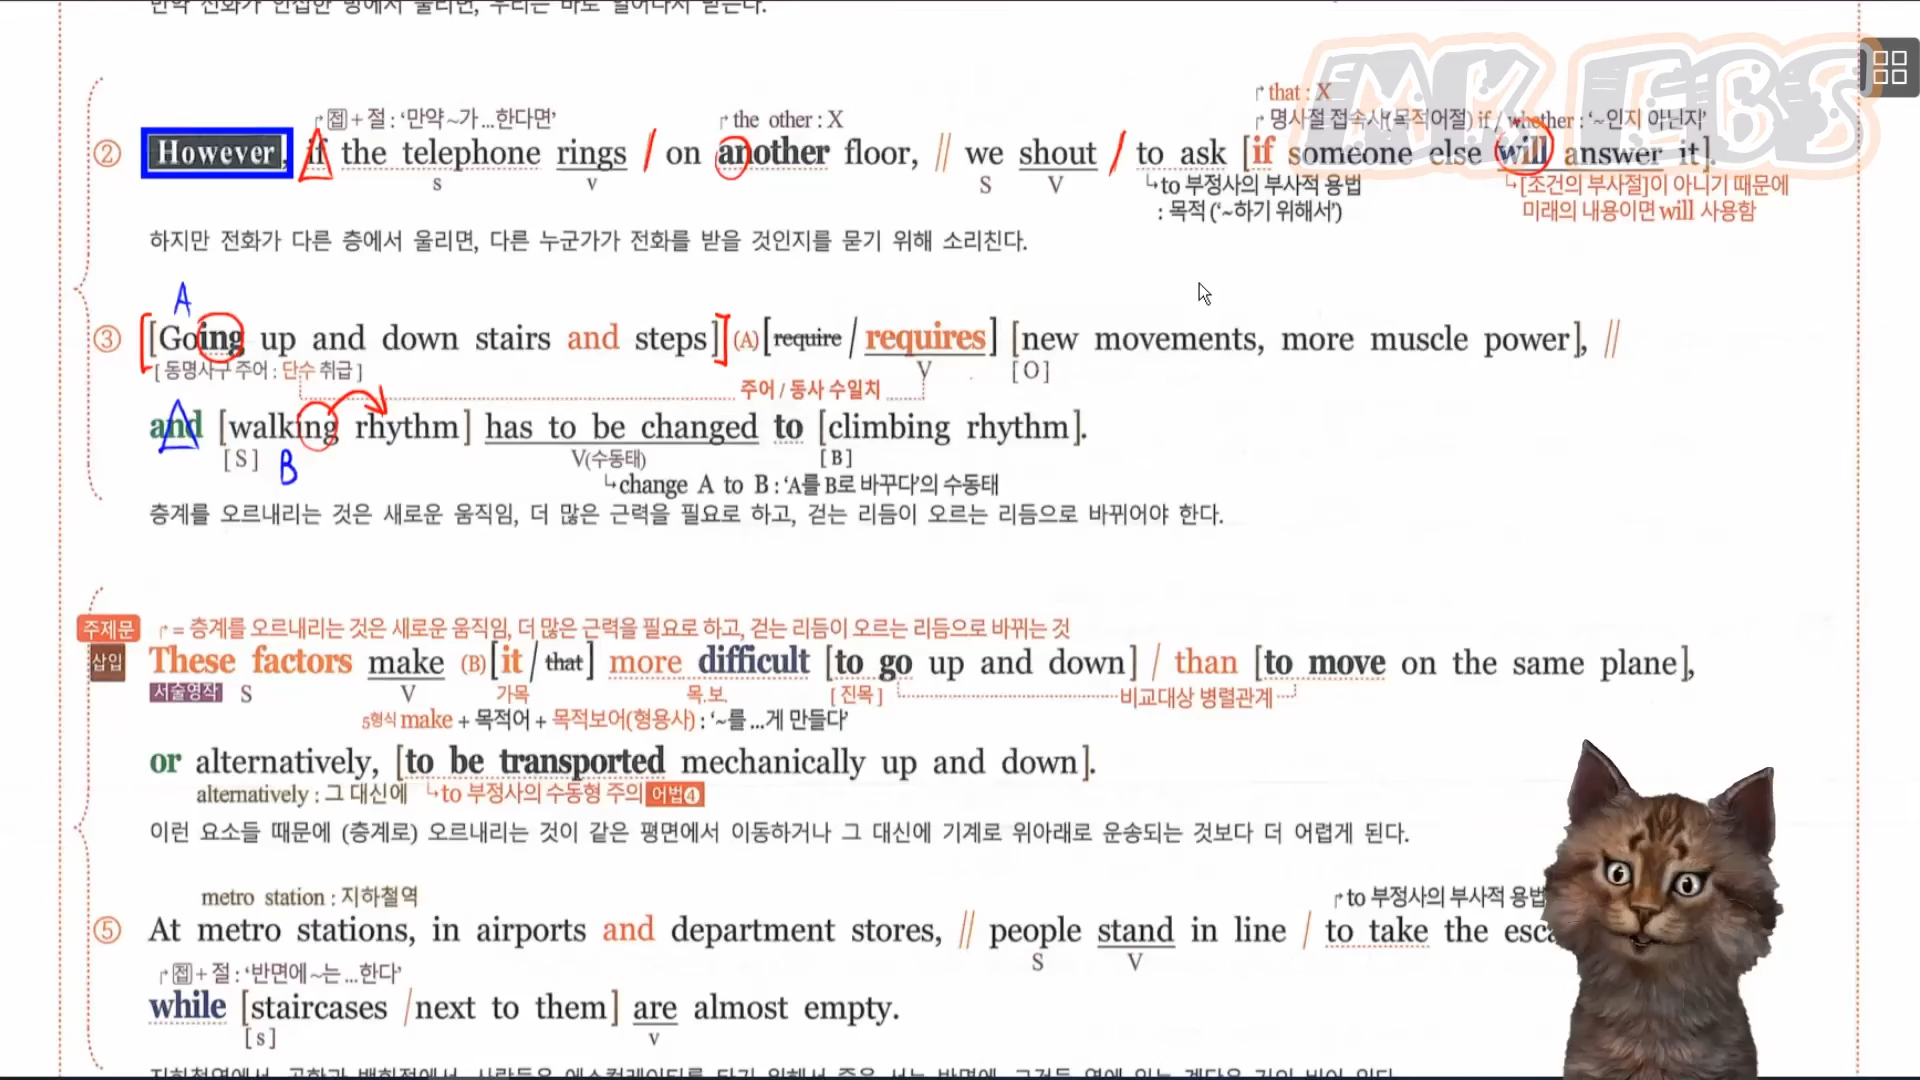 MK EBS
that : X
접 + 절 : ‘만약 ~가 ...한다면’
the other : X
명사절 접속사(목적어절) if / whether : ‘~인지 아닌지’
② However, if the telephone rings / on another floor, // we shout / to ask [if someone else will answer it].
s v S V
to 부정사의 부사적 용법
: 목적 (‘~하기 위해서’)
[조건의 부사절]이 아니기 때문에
미래의 내용이면 will 사용함
하지만 전화가 다른 층에서 울리면, 다른 누군가가 전화를 받을 것인지를 묻기 위해 소리친다.
A
③ [Going up and down stairs and steps] (A)[require / requires] [new movements, more muscle power], //
[ 동명사구 주어 : 단수 취급 ] V [ O ]
주어 / 동사 수일치
and [walking rhythm] has to be changed to [climbing rhythm].
[ S ] B V(수동태) [ B ]
change A to B : ‘A를 B로 바꾸다’의 수동태
층계를 오르내리는 것은 새로운 움직임, 더 많은 근력을 필요로 하고, 걷는 리듬이 오르는 리듬으로 바뀌어야 한다.
주제문 = 층계를 오르내리는 것은 새로운 움직임, 더 많은 근력을 필요로 하고, 걷는 리듬이 오르는 리듬으로 바뀌는 것
삽입 These factors make (B)[it / that] more difficult [to go up and down] / than [to move on the same plane],
서술영작 S V 가목 목.보. [ 진목 ] 비교대상 병렬관계
5형식 make + 목적어 + 목적보어(형용사) : ‘~를 ...게 만들다’
or alternatively, [to be transported mechanically up and down].
alternatively : 그 대신에 to 부정사의 수동형 주의 어법④
이런 요소들 때문에 (층계로) 오르내리는 것이 같은 평면에서 이동하거나 그 대신에 기계로 위아래로 운송되는 것보다 더 어렵게 된다.
metro station : 지하철역 to 부정사의 부사적 용법
⑤ At metro stations, in airports and department stores, // people stand in line / to take the
S V
접 + 절 : ‘반면에 ~는 ...한다’
while [staircases / next to them] are almost empty.
[ s ] v